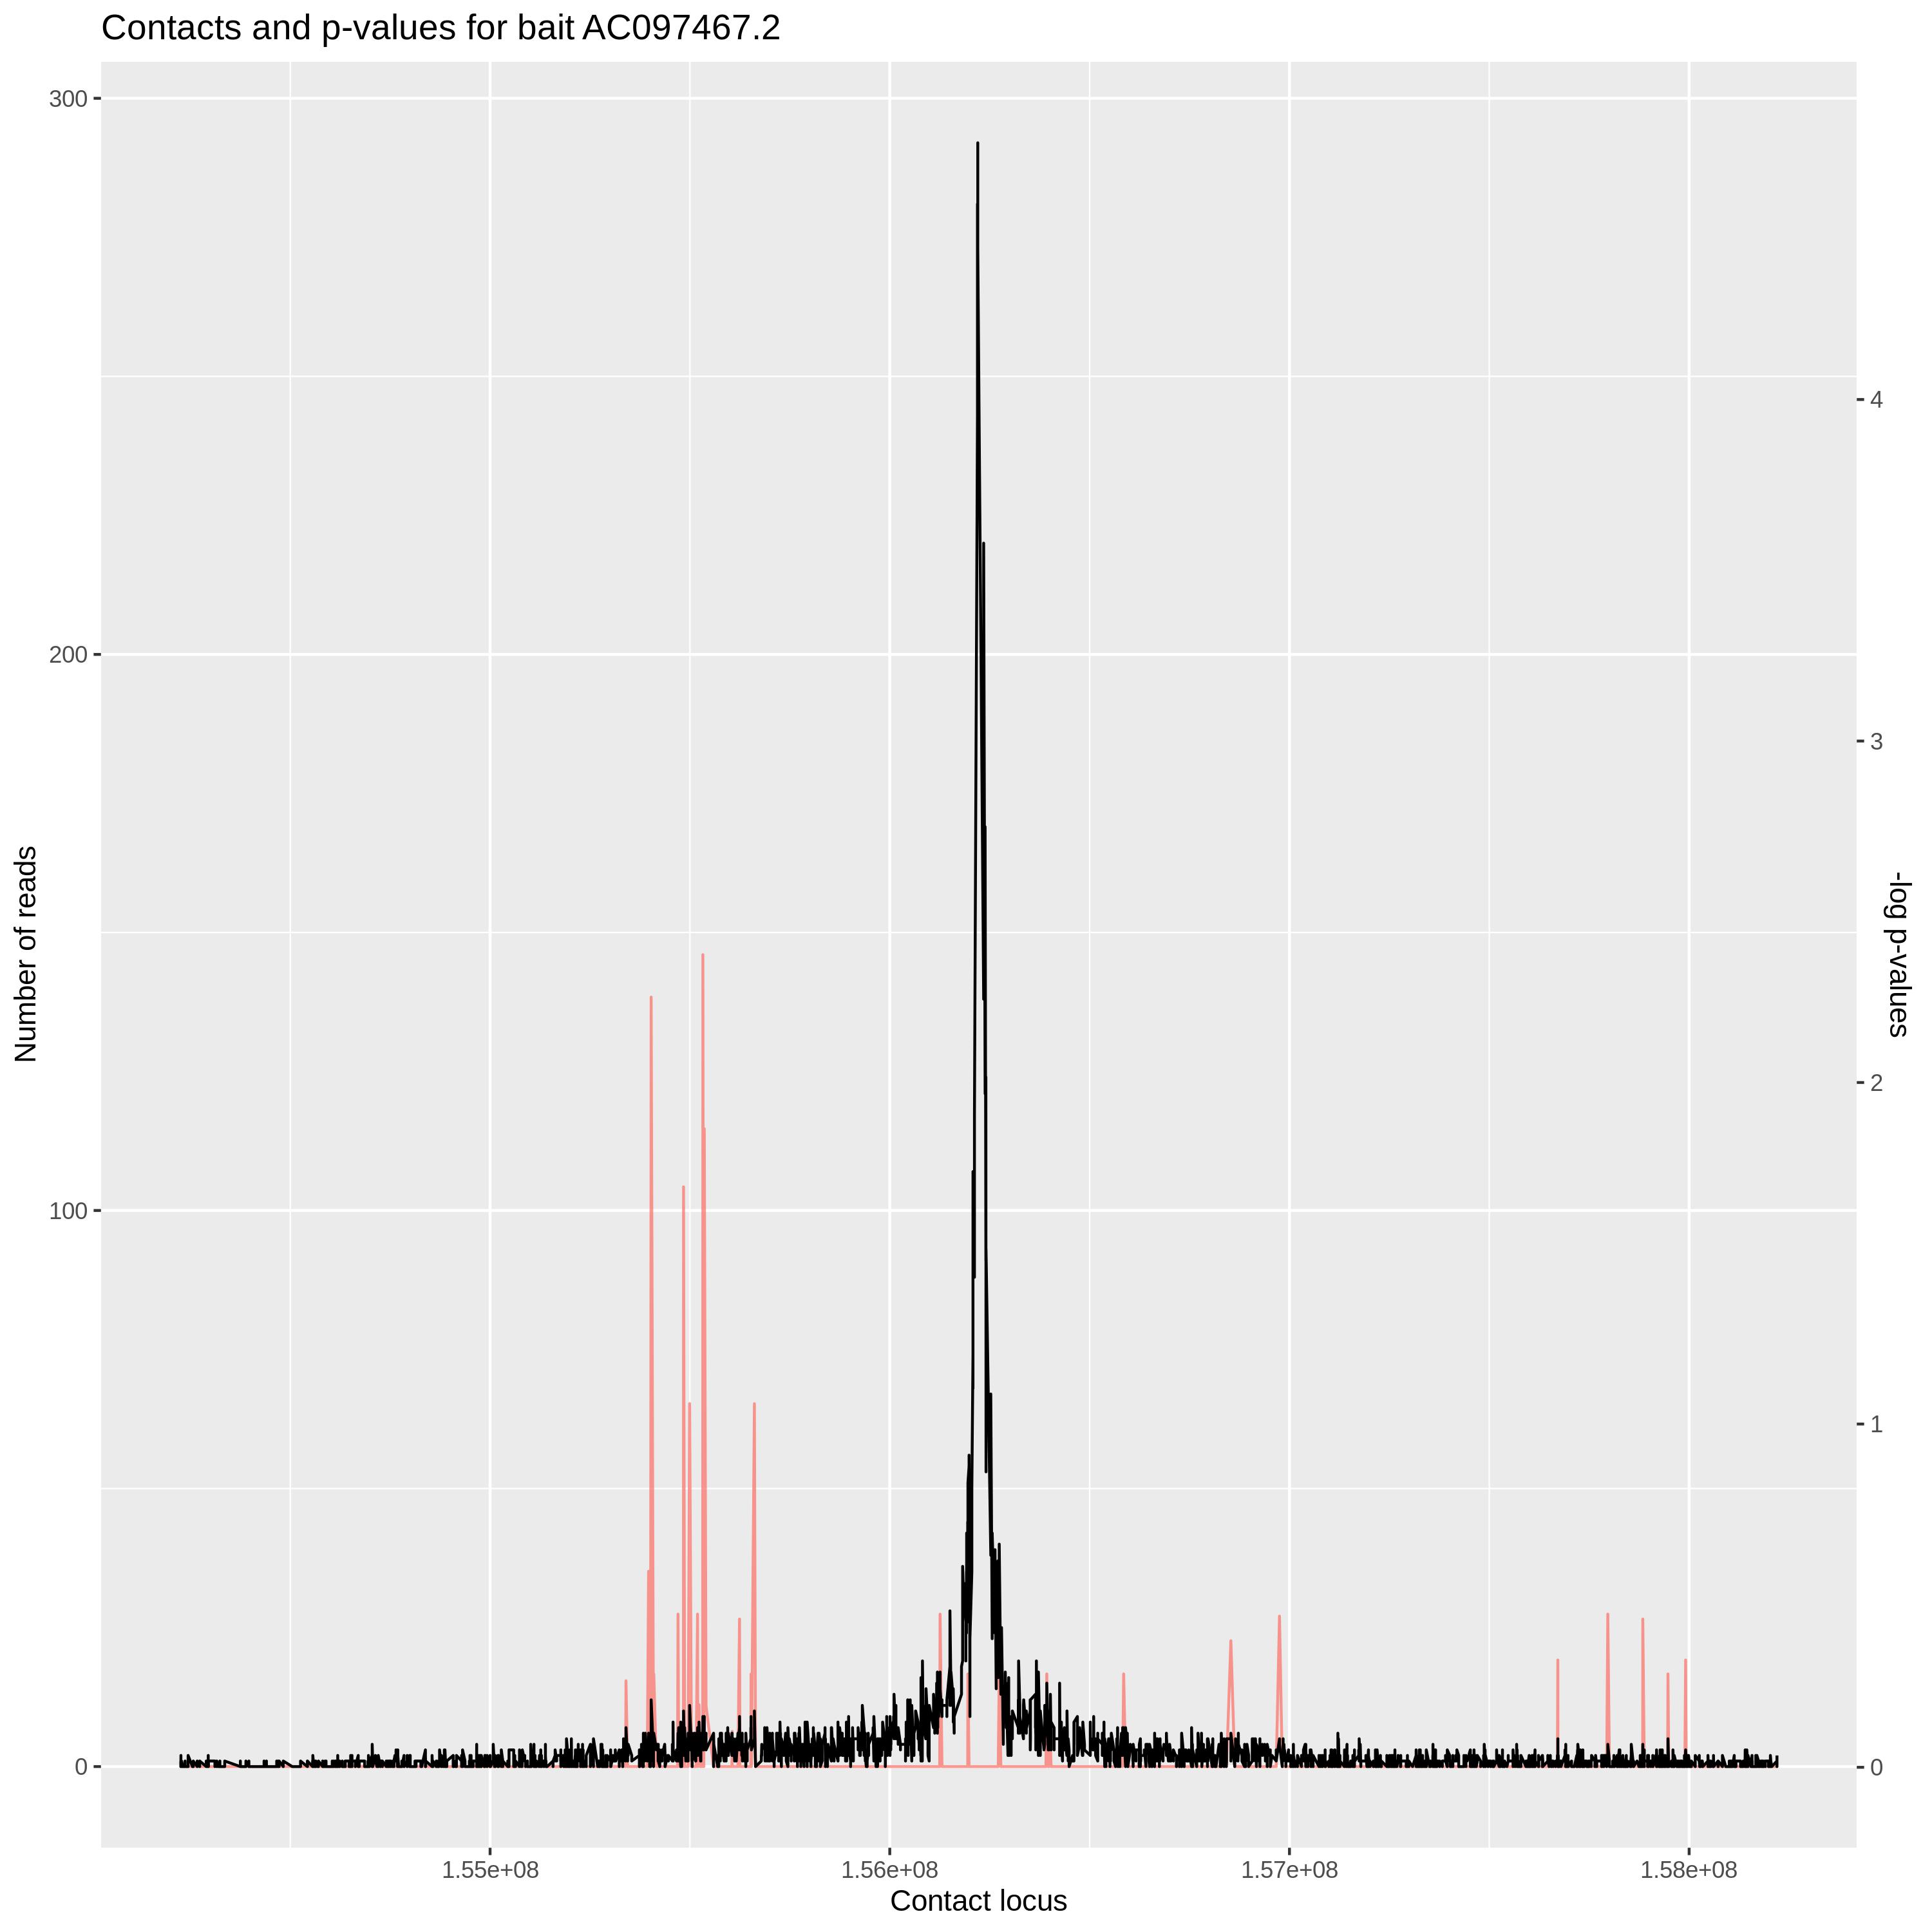 Contacts and p-values for bait AC097467.2
300
200
100
0
Number of reads
4
3
2
1
0
-log p-values
1.55e+08
1.56e+08
1.57e+08
1.58e+08
Contact locus